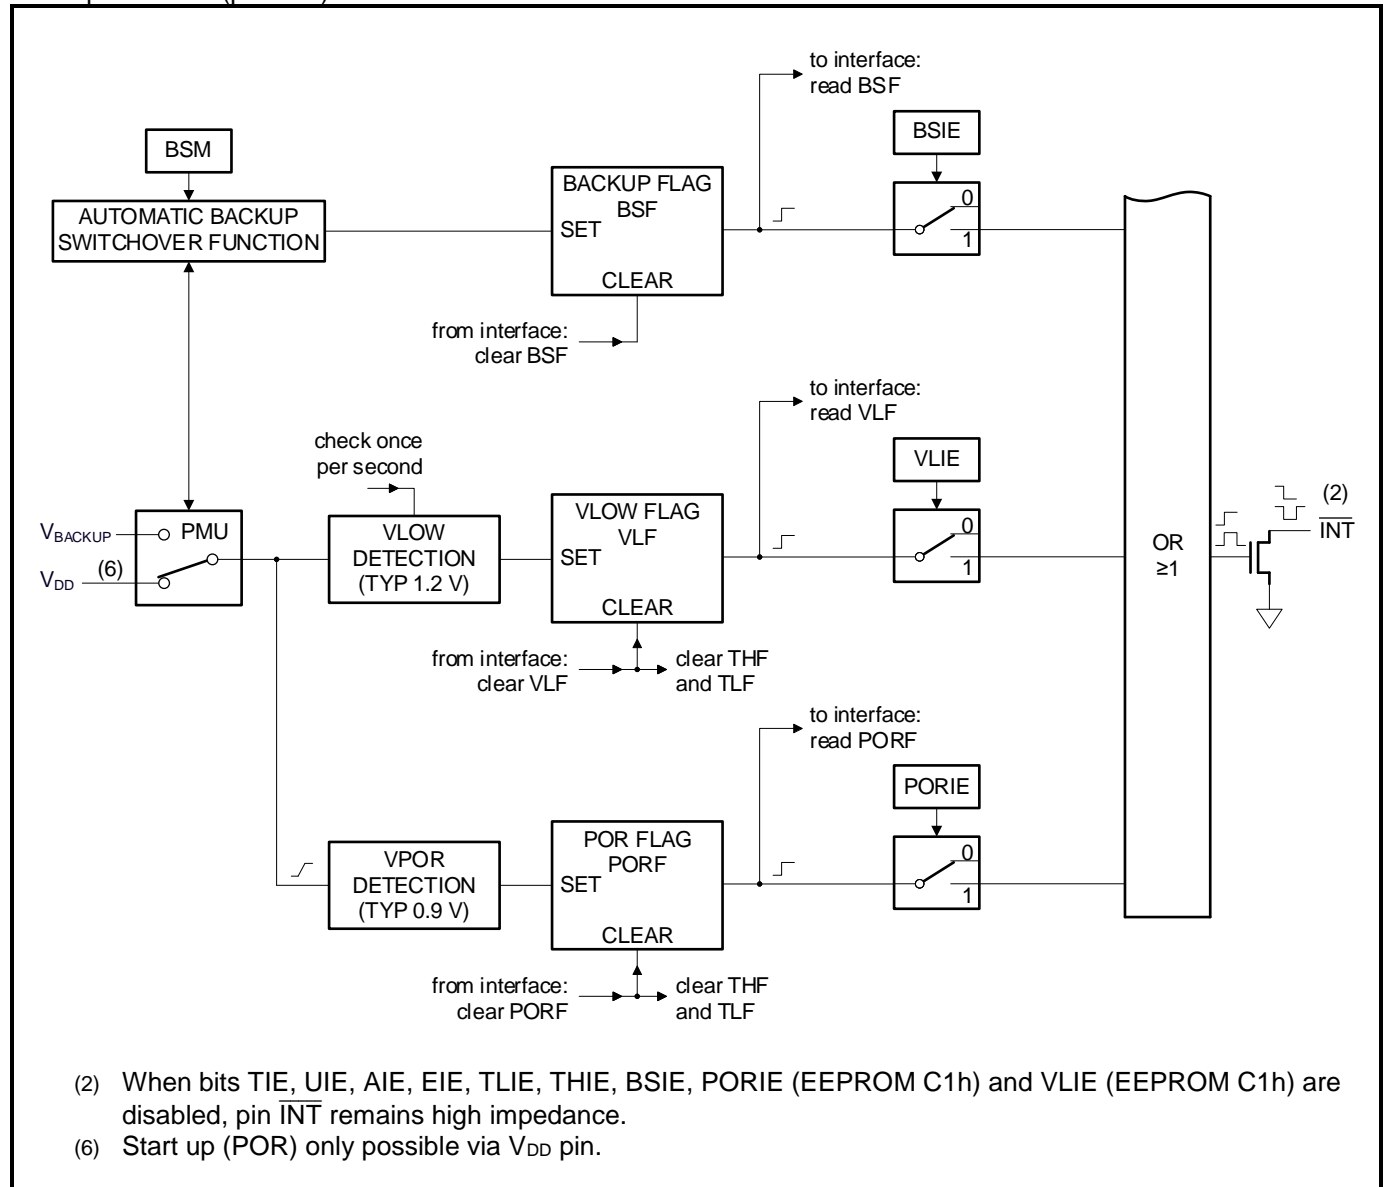 to interface:
read BSF
BSM
BSIE
AUTOMATIC BACKUP
SWITCHOVER FUNCTION
BACKUP FLAG
BSF
SET
CLEAR
0
1
from interface:
clear BSF
to interface:
read VLF
check once
per second
VLIE
VBACKUP
PMU
VDD
(6)
VLOW
DETECTION
(TYP 1.2 V)
VLOW FLAG
VLF
SET
CLEAR
0
1
OR
≥1
(2)
INT
from interface:
clear VLF
clear THF
and TLF
to interface:
read PORF
PORIE
VPOR
DETECTION
(TYP 0.9 V)
POR FLAG
PORF
SET
CLEAR
0
1
from interface:
clear PORF
clear THF
and TLF
(2) When bits TIE, UIE, AIE, EIE, TLIE, THIE, BSIE, PORIE (EEPROM C1h) and VLIE (EEPROM C1h) are
disabled, pin INT remains high impedance.
(6) Start up (POR) only possible via VDD pin.